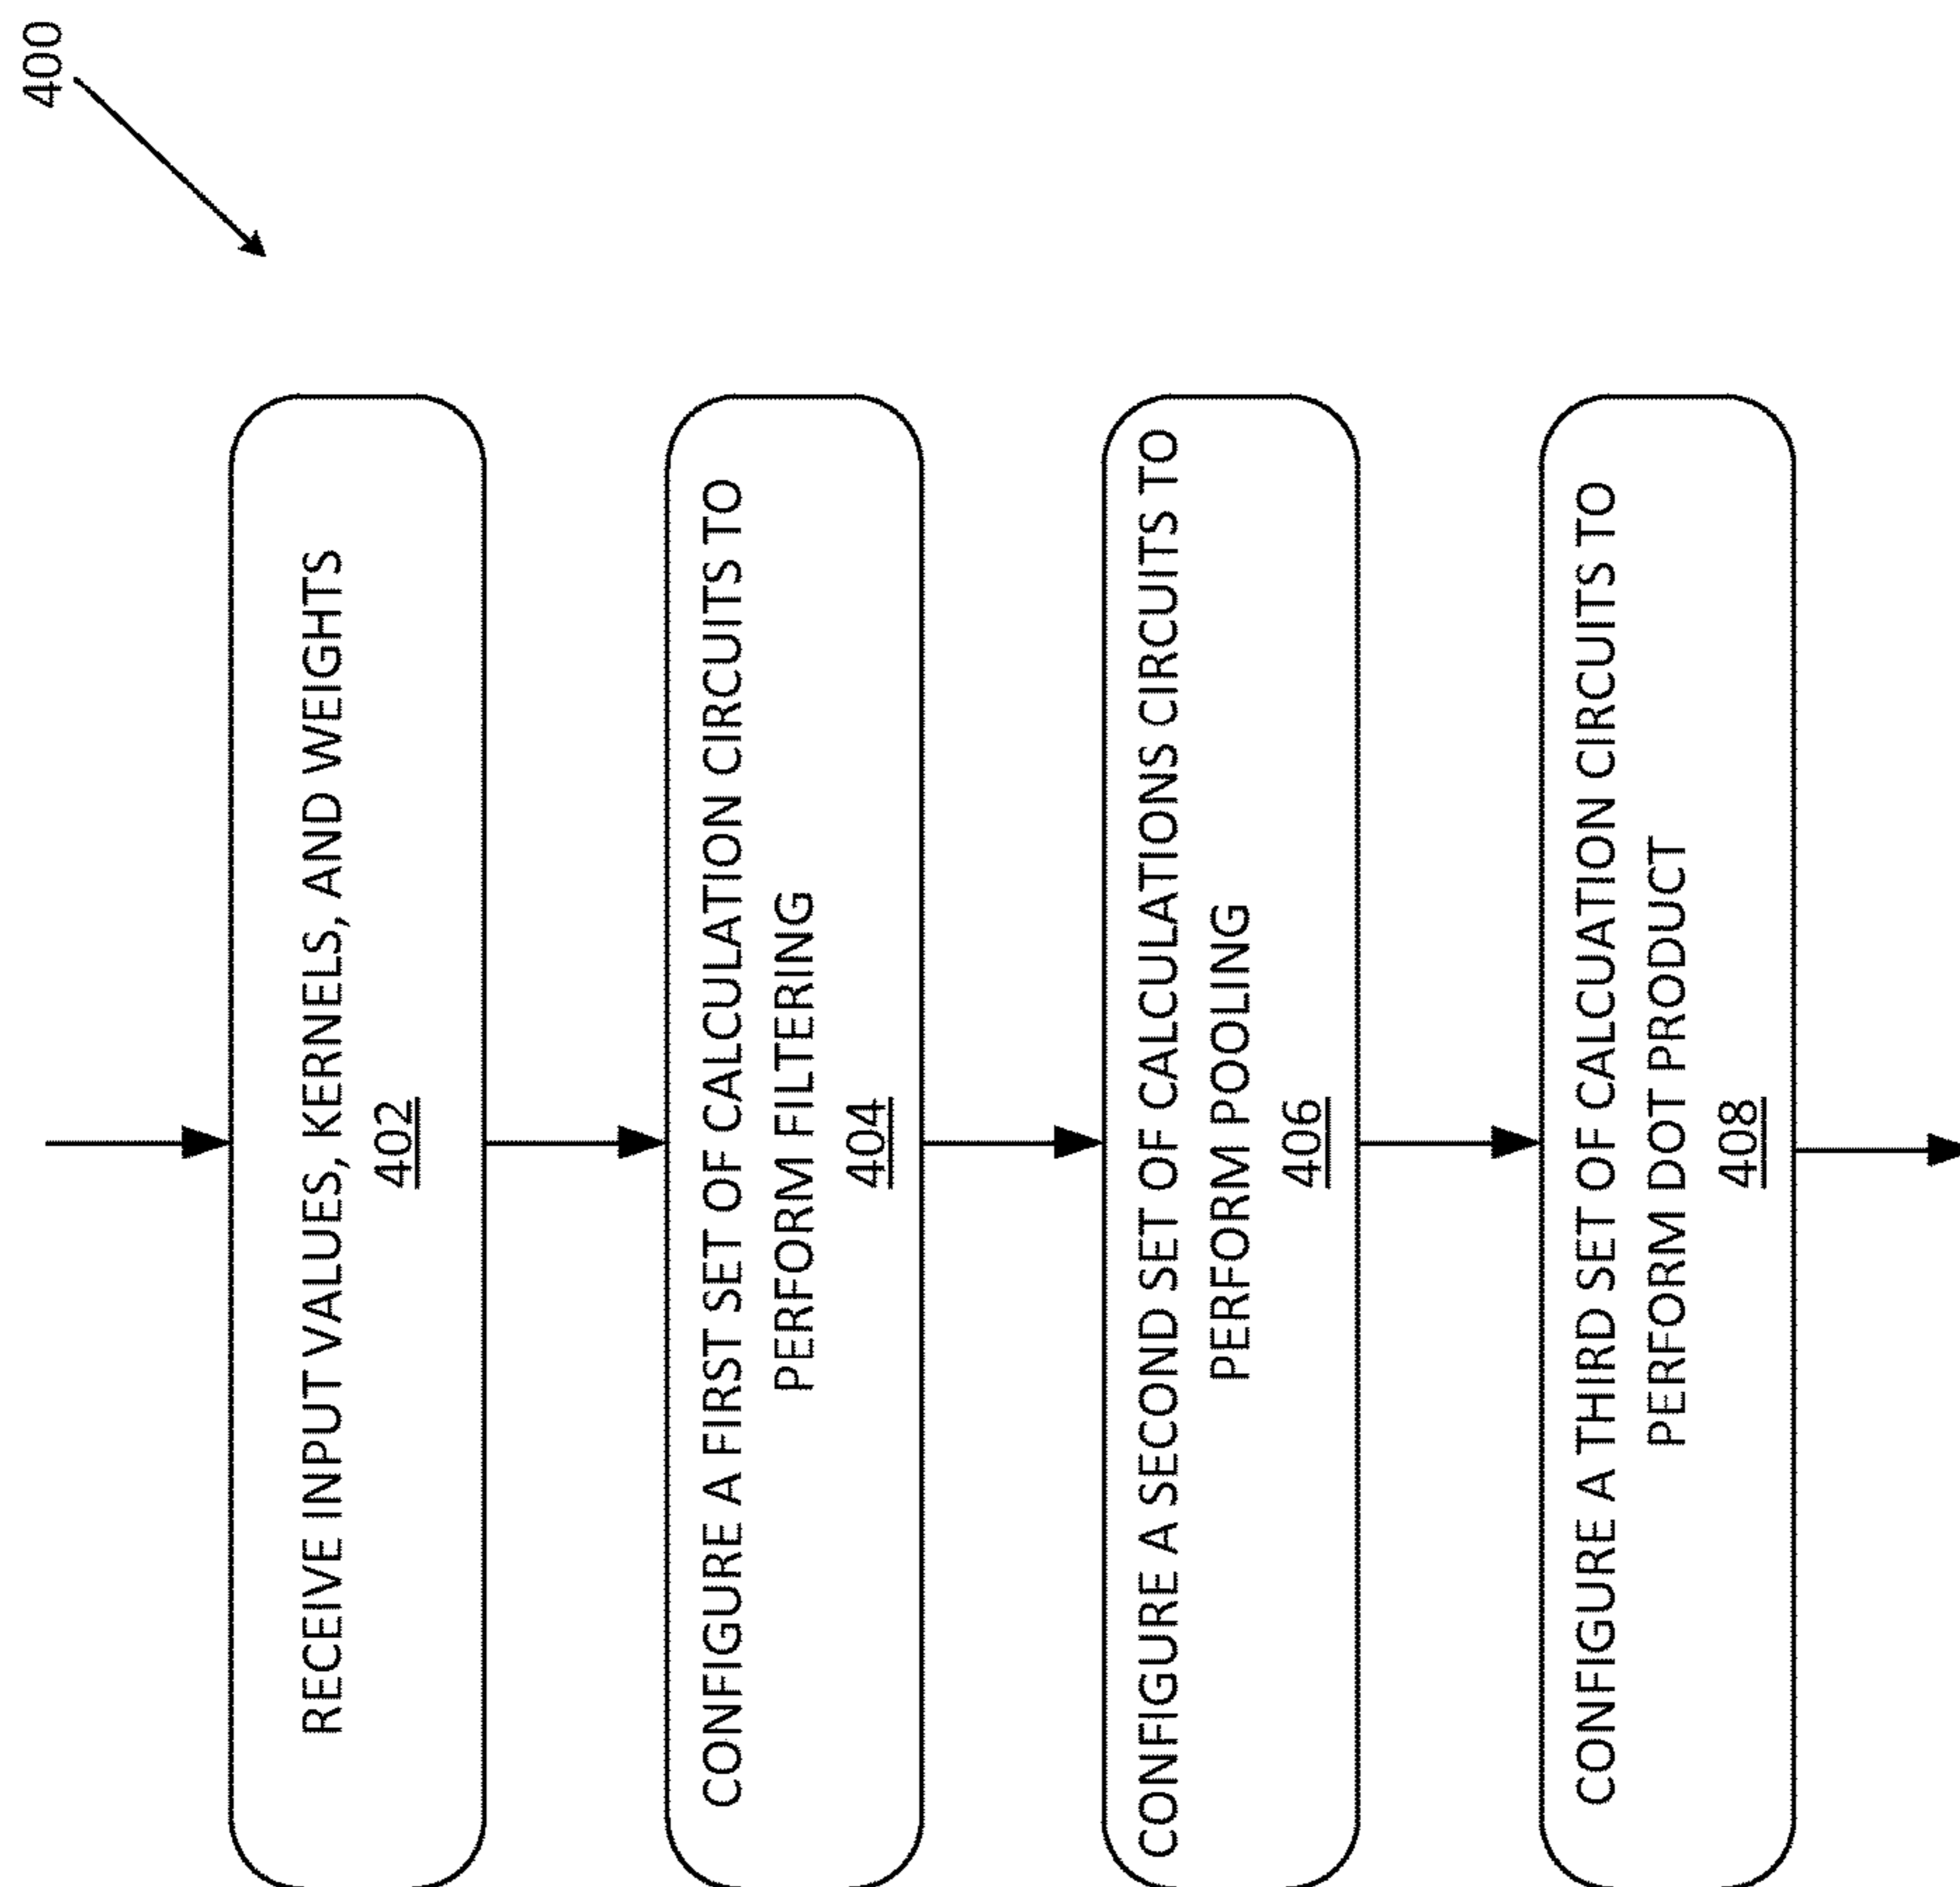 400
RECEIVE INPUT VALUES, KERNELS, AND WEIGHTS
402
CONFIGURE A FIRST SET OF CALCULATION CIRCUITS TO
PERFORM FILTERING
404
CONFIGURE A SECOND SET OF CALCULATIONS CIRCUITS TO
PERFORM POOLING
406
CONFIGURE A THIRD SET OF CALCUATION CIRCUITS TO
PERFORM DOT PRODUCT
408